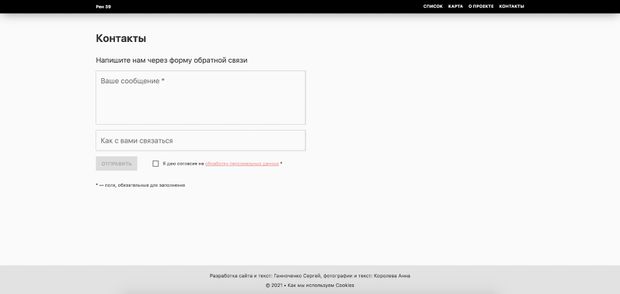 Рен 59
СПИСОК КАРТА О ПРОЕКТЕ КОНТАКТЫ
Контакты
Напишите нам через форму обратной связи
Ваше сообщение *
Как с вами связаться
ОТПРАВИТЬ
Я даю согласие на обработку персональных данных *
* — поля, обязательные для заполнения
Разработка сайта и текст: Ганноченко Сергей, фотографии и текст: Королева Анна
© 2021 • Как мы используем Cookies